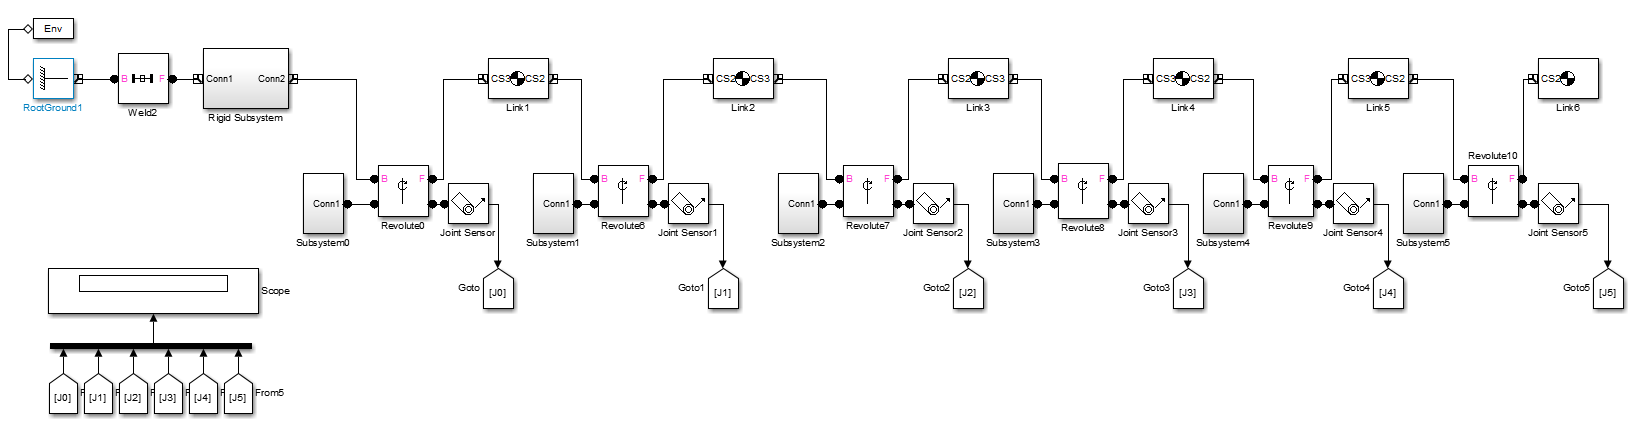 Env
RootGround1
B F
Weld2
Conn1 Conn2
Rigid Subsystem
CS3 CS2
Link1
CS2 CS3
Link2
CS2 CS3
Link3
CS3 CS2
Link4
CS3 CS2
Link5
CS2
Link6
Conn1
Subsystem0
B F
Revolute0
Joint Sensor
Conn1
Subsystem1
B F
Revolute6
Joint Sensor1
Conn1
Subsystem2
B F
Revolute7
Joint Sensor2
Conn1
Subsystem3
B F
Revolute8
Joint Sensor3
Conn1
Subsystem4
B F
Revolute9
Joint Sensor4
Conn1
Subsystem5
Revolute10
B F
Joint Sensor5
Goto
[J0]
Goto1
[J1]
Goto2
[J2]
Goto3
[J3]
Goto4
[J4]
Goto5
[J5]
Scope
[J0]
[J1]
[J2]
[J3]
[J4]
[J5]
From5